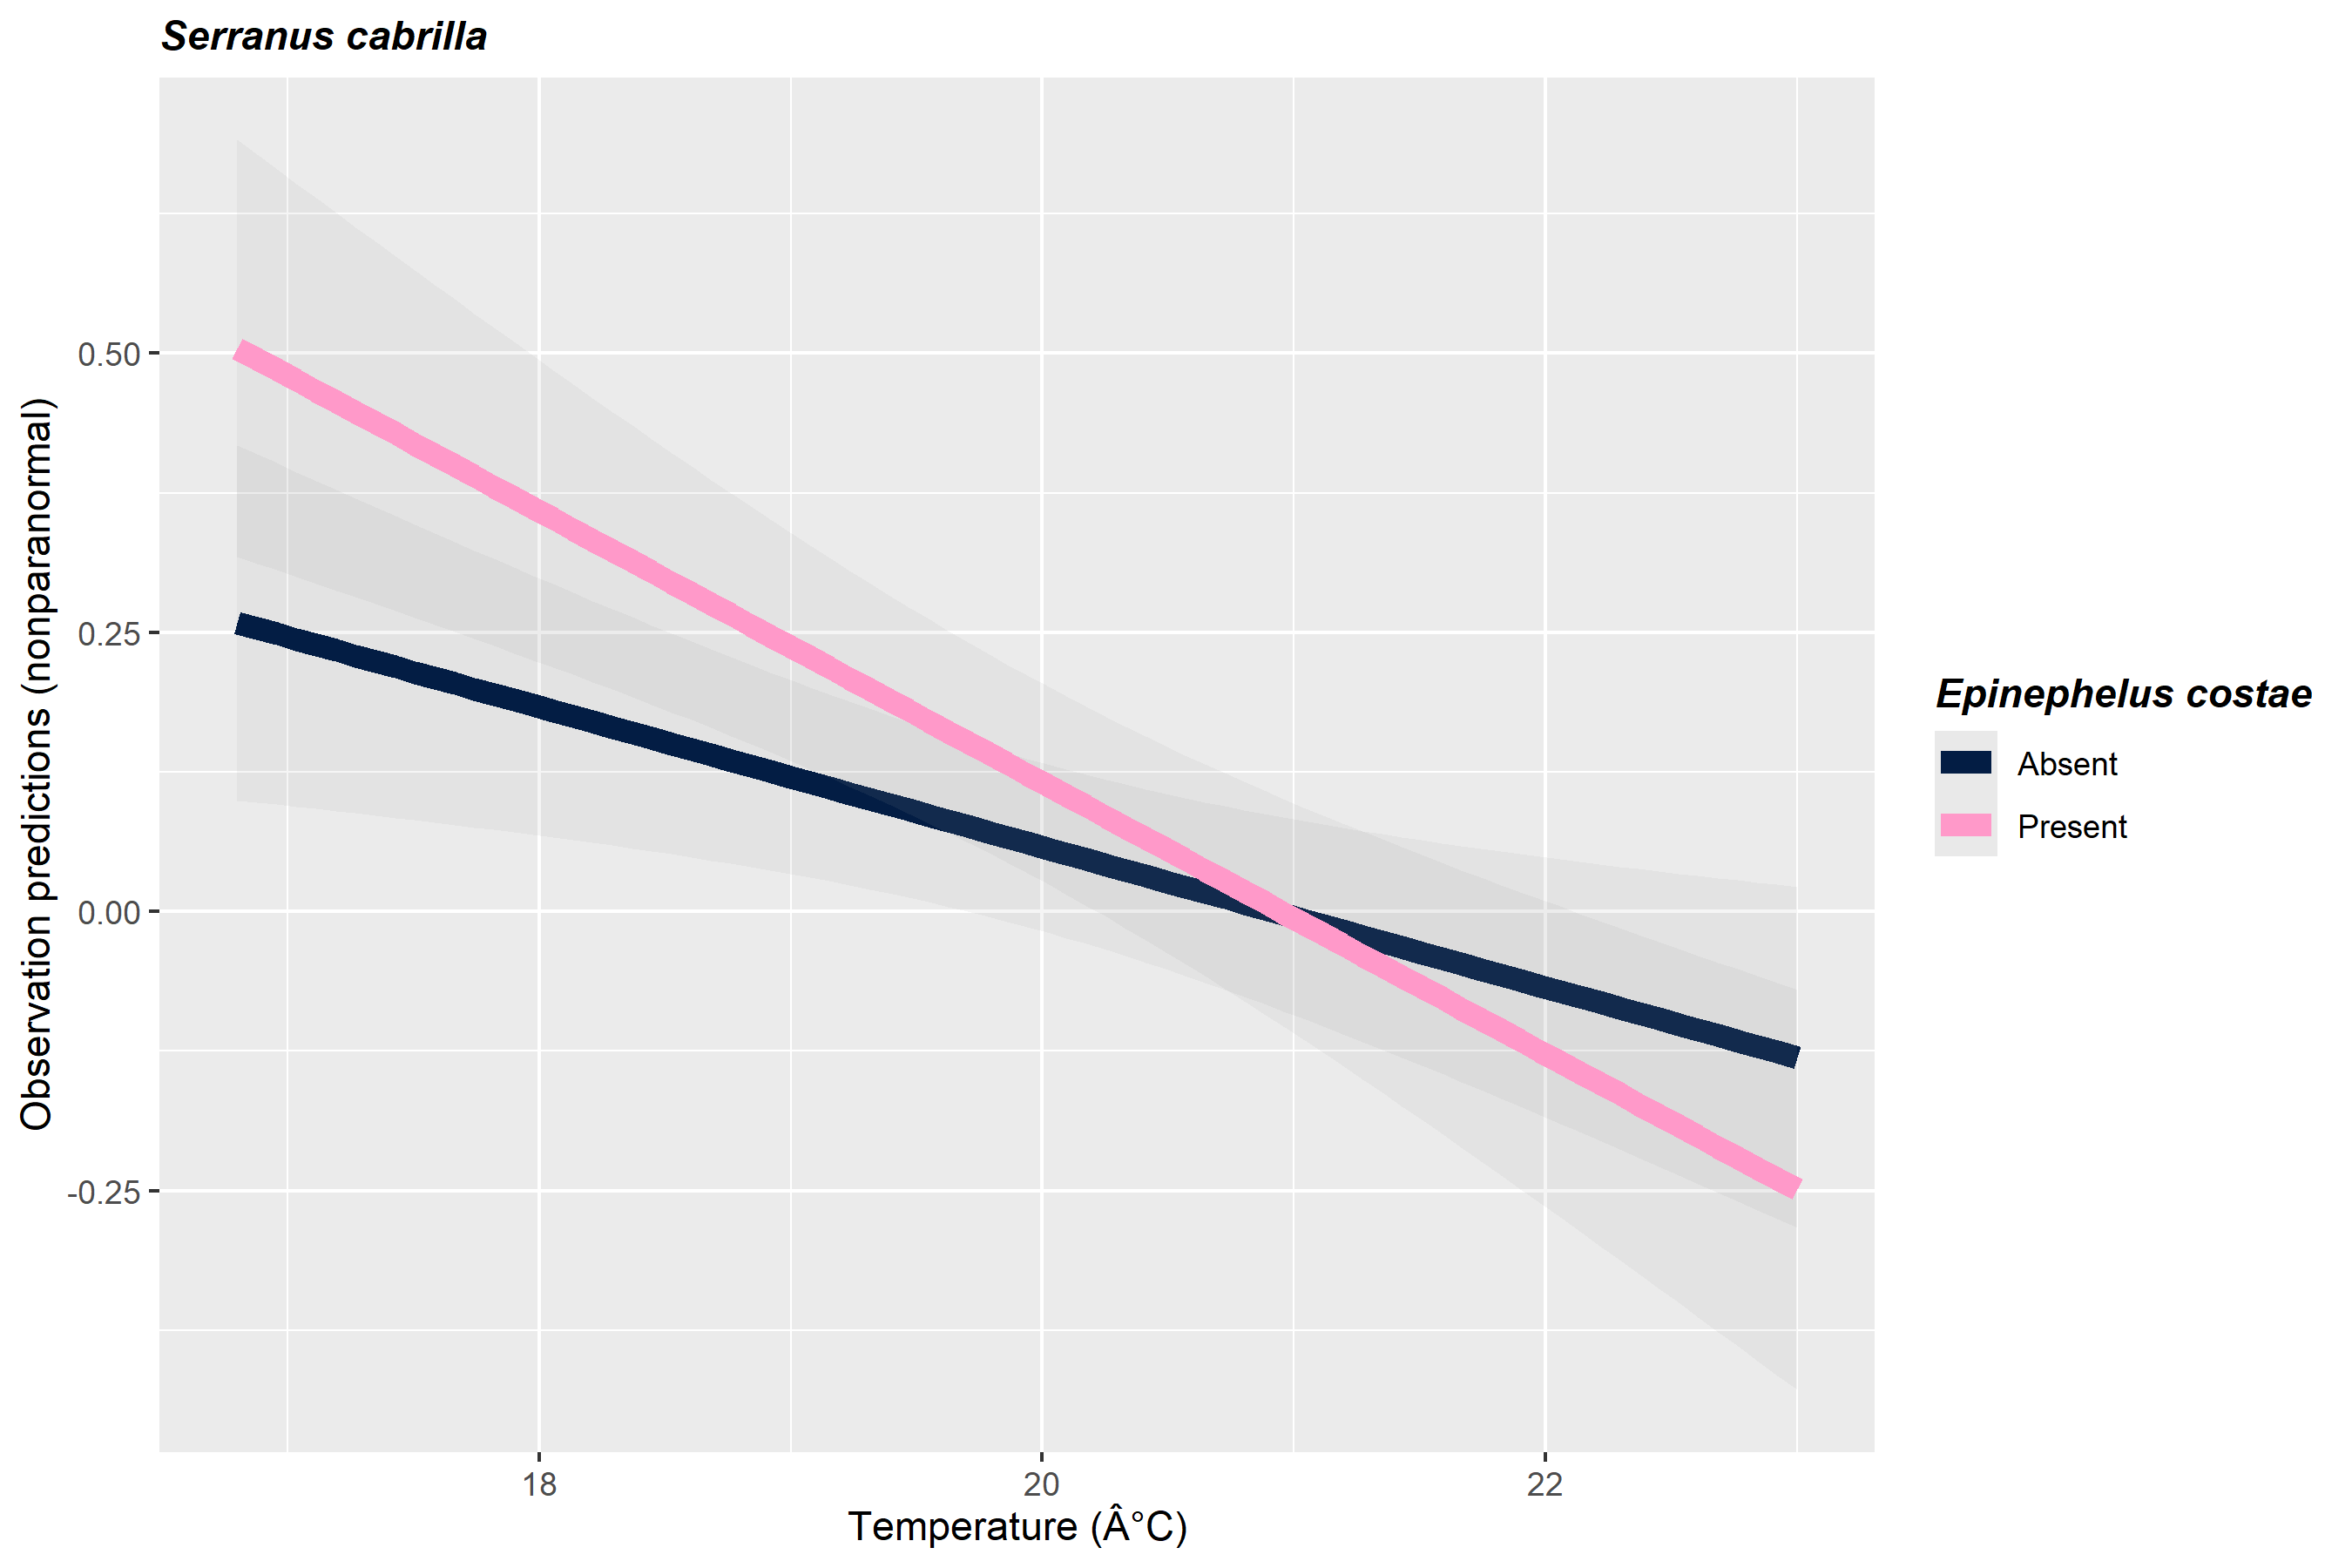 Serranus cabrilla
Observation predictions (nonparanormal)
0.50
0.25
0.00
-0.25
18
20
22
Temperature (Â°C)
Epinephelus costae
Absent
Present